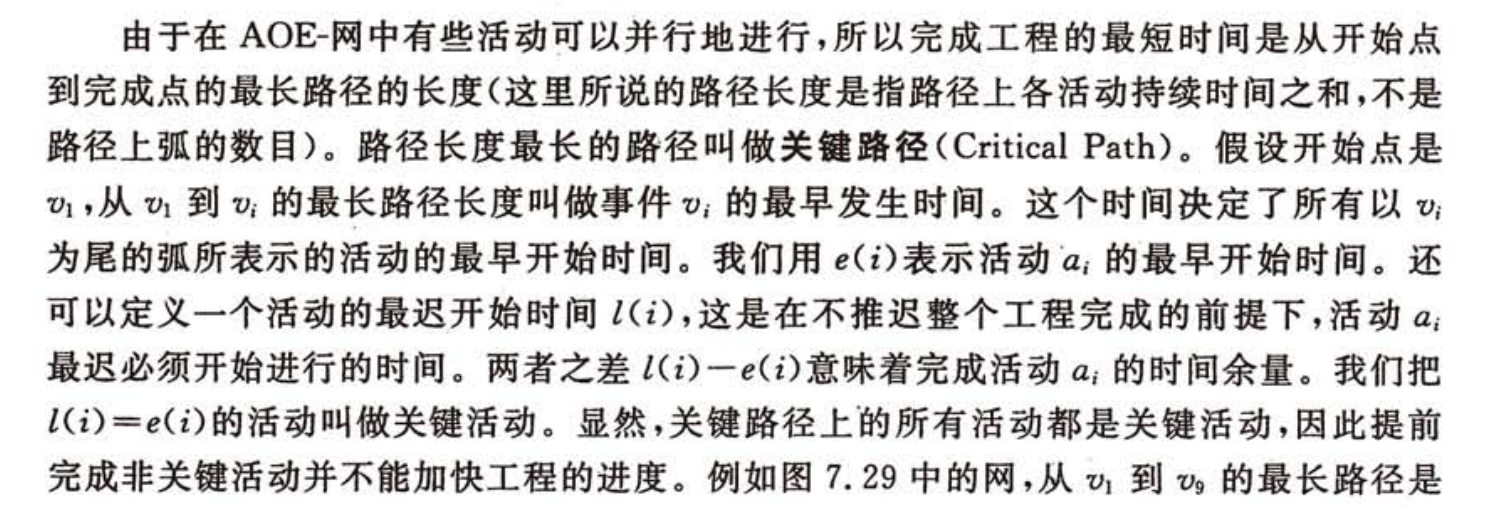 由于在 AOE-网中有些活动可以并行地进行,所以完成工程的最短时间是从开始点
到完成点的最长路径的长度(这里所说的路径长度是指路径上各活动持续时间之和,不是
路径上弧的数目)。路径长度最长的路径叫做关键路径(Critical Path)。假设开始点是
v₁,从 v₁ 到 vᵢ 的最长路径长度叫做事件 vᵢ 的最早发生时间。这个时间决定了所有以 vᵢ
为尾的弧所表示的活动的最早开始时间。我们用 e(i)表示活动 aᵢ 的最早开始时间。还
可以定义一个活动的最迟开始时间 l(i),这是在不推迟整个工程完成的前提下,活动 aᵢ
最迟必须开始进行的时间。两者之差 l(i)-e(i)意味着完成活动 aᵢ 的时间余量。我们把
l(i)=e(i)的活动叫做关键活动。显然,关键路径上的所有活动都是关键活动,因此提前
完成非关键活动并不能加快工程的进度。例如图 7.29 中的网,从 v₁ 到 v₉ 的最长路径是